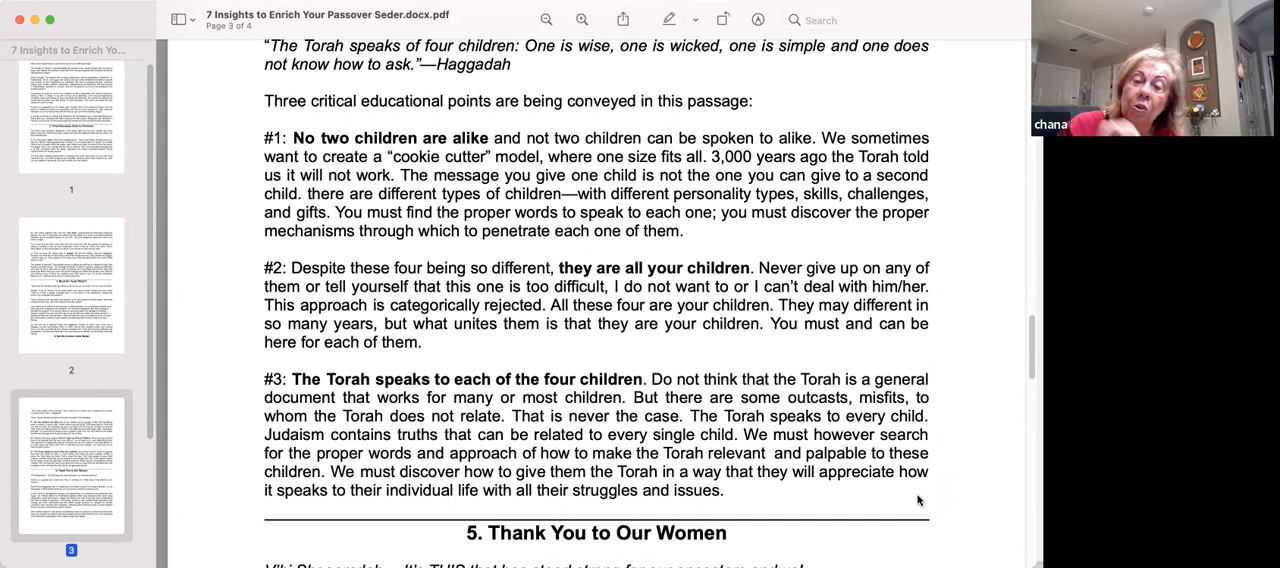 7 Insights to Enrich Your Passover Seder.docx.pdf
Page 3 of 4
Search
7 Insights to Enrich Yo...
1
2
3
chana
“The Torah speaks of four children: One is wise, one is wicked, one is simple and one does
not know how to ask.”—Haggadah
Three critical educational points are being conveyed in this passage:
#1: No two children are alike and not two children can be spoken to alike. We sometimes
want to create a “cookie cutter” model, where one size fits all. 3,000 years ago the Torah told
us it will not work. The message you give one child is not the one you can give to a second
child. there are different types of children—with different personality types, skills, challenges,
and gifts. You must find the proper words to speak to each one; you must discover the proper
mechanisms through which to penetrate each one of them.
#2: Despite these four being so different, they are all your children. Never give up on any of
them or tell yourself that this one is too difficult, I do not want to or I can’t deal with him/her.
This approach is categorically rejected. All these four are your children. They may different in
so many years, but what unites them is that they are your children. You must and can be
here for each of them.
#3: The Torah speaks to each of the four children. Do not think that the Torah is a general
document that works for many or most children. But there are some outcasts, misfits, to
whom the Torah does not relate. That is never the case. The Torah speaks to every child.
Judaism contains truths that can be related to every single child. We must however search
for the proper words and approach of how to make the Torah relevant and palpable to these
children. We must discover how to give them the Torah in a way that they will appreciate how
it speaks to their individual life with all their struggles and issues.
5. Thank You to Our Women